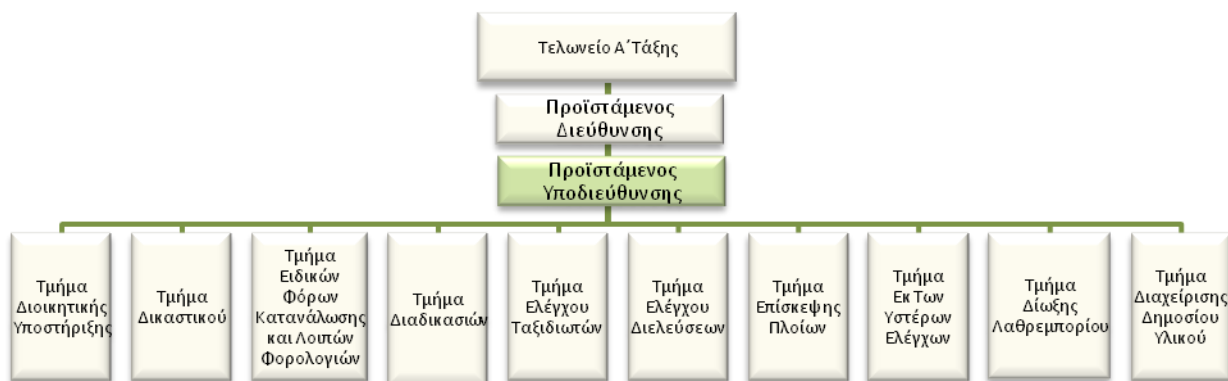 Τελωνείο Α΄Τάξης
Προϊστάμενος
Διεύθυνσης
Προϊστάμενος
Υποδιεύθυνσης
Τμήμα
Διοικητικής
Υποστήριξης
Τμήμα
Δικαστικού
Τμήμα
Ειδικών
Φόρων
Κατανάλωσης
και Λοιπών
Φορολογιών
Τμήμα
Διαδικασιών
Τμήμα
Ελέγχου
Ταξιδιωτών
Τμήμα
Ελέγχου
Διελεύσεων
Τμήμα
Επίσκεψης
Πλοίων
Τμήμα
Εκ Των
Υστέρων
Ελέγχων
Τμήμα
Δίωξης
Λαθρεμπορίου
Τμήμα
Διαχείρισης
Δημοσίου
Υλικού